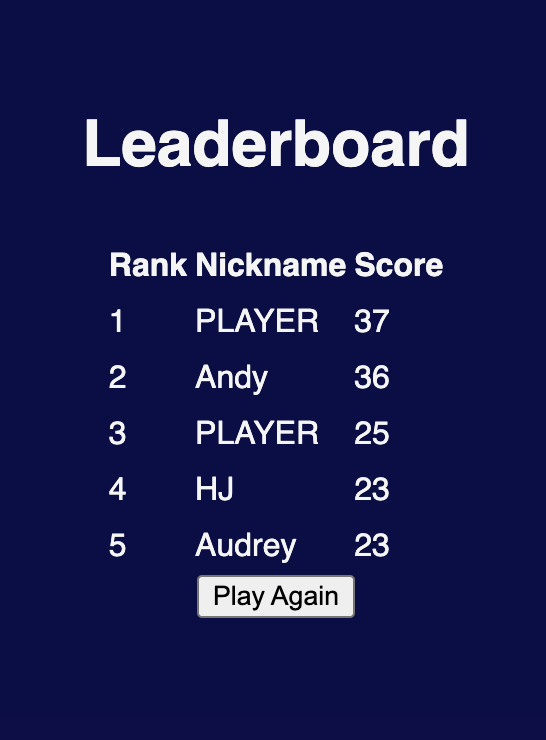 Leaderboard
Rank Nickname Score
1 PLAYER 37
2 Andy 36
3 PLAYER 25
4 HJ 23
5 Audrey 23
Play Again